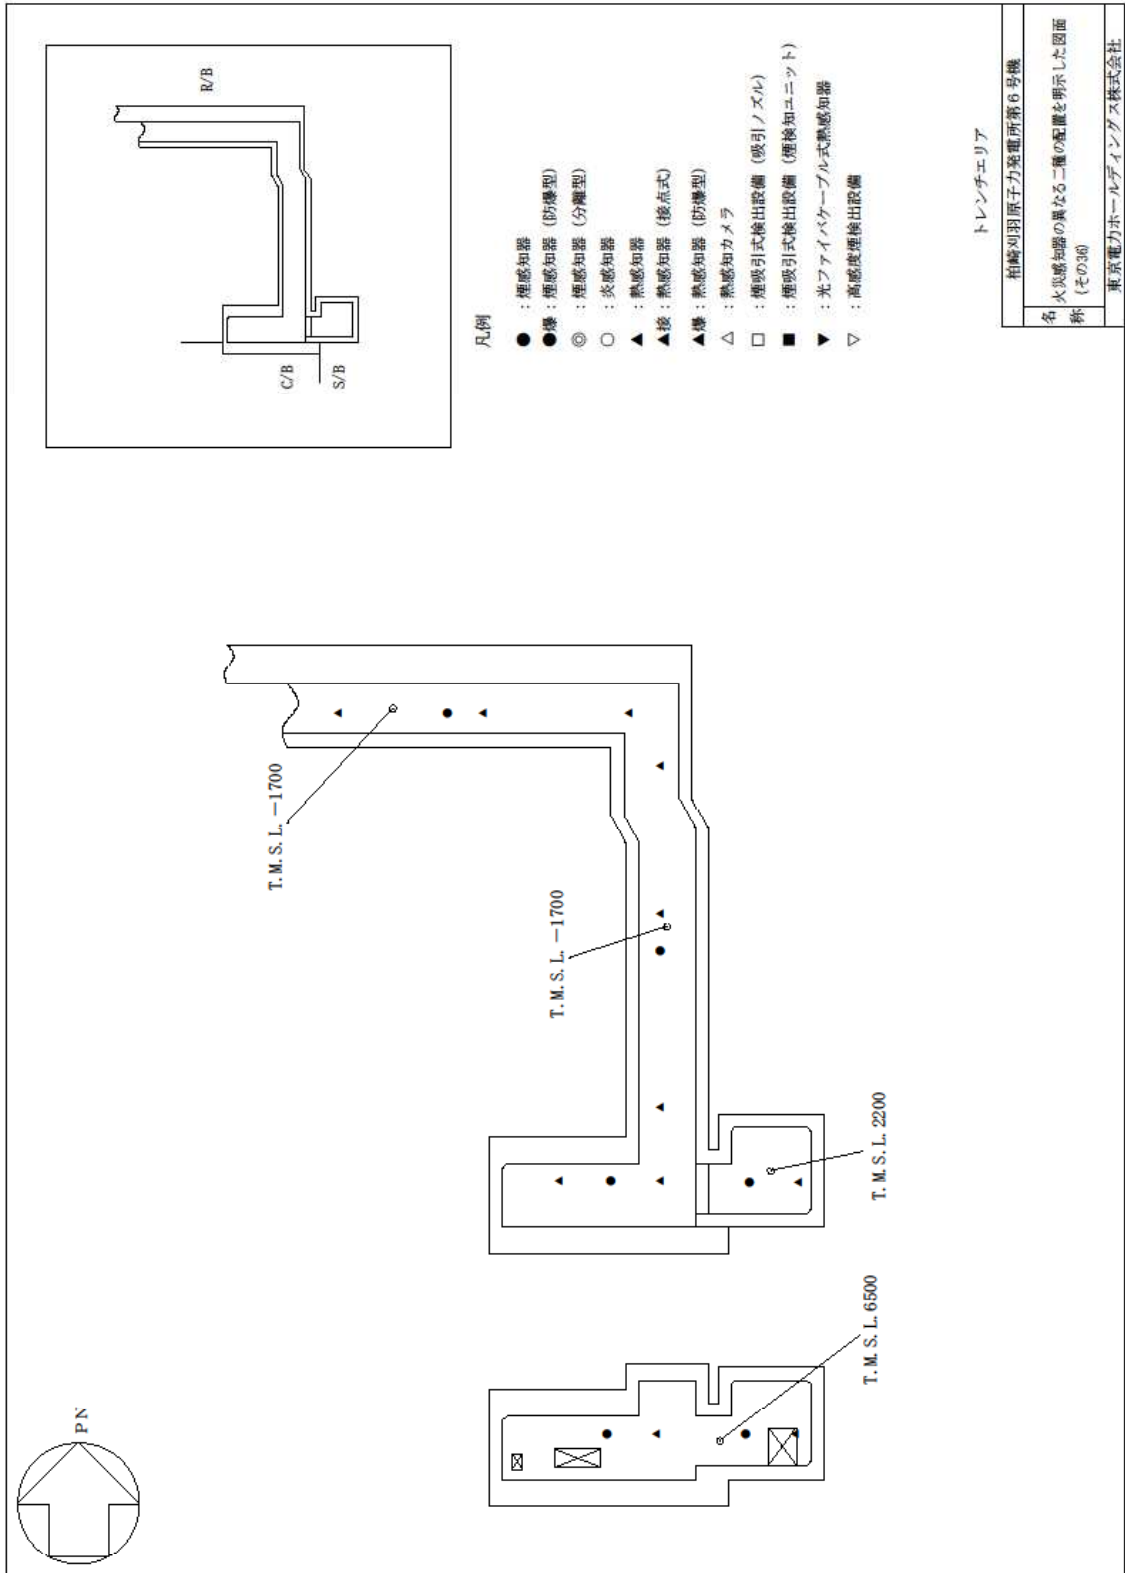 PN
T.M.S.L.-1700
T.M.S.L.-1700
T.M.S.L.2200
T.M.S.L.6500
R/B
C/B
S/B
凡例
● : 煙感知器
●爆 : 煙感知器 (防爆型)
◎ : 煙感知器 (分離型)
○ : 炎感知器
▲ : 熱感知器
▲接 : 熱感知器 (接点式)
▲爆 : 熱感知器 (防爆型)
△ : 熱感知カメラ
□ : 煙吸引式検出設備 (吸引ノズル)
■ : 煙吸引式検出設備 (煙検知ユニット)
▼ : 光ファイバケーブル式熱感知器
▽ : 高感度煙検出設備
トレンチエリア
柏崎刈羽原子力発電所第6号機
名称
火災感知器の異なる二種の配置を明示した図面
(その36)
東京電力ホールディングス株式会社